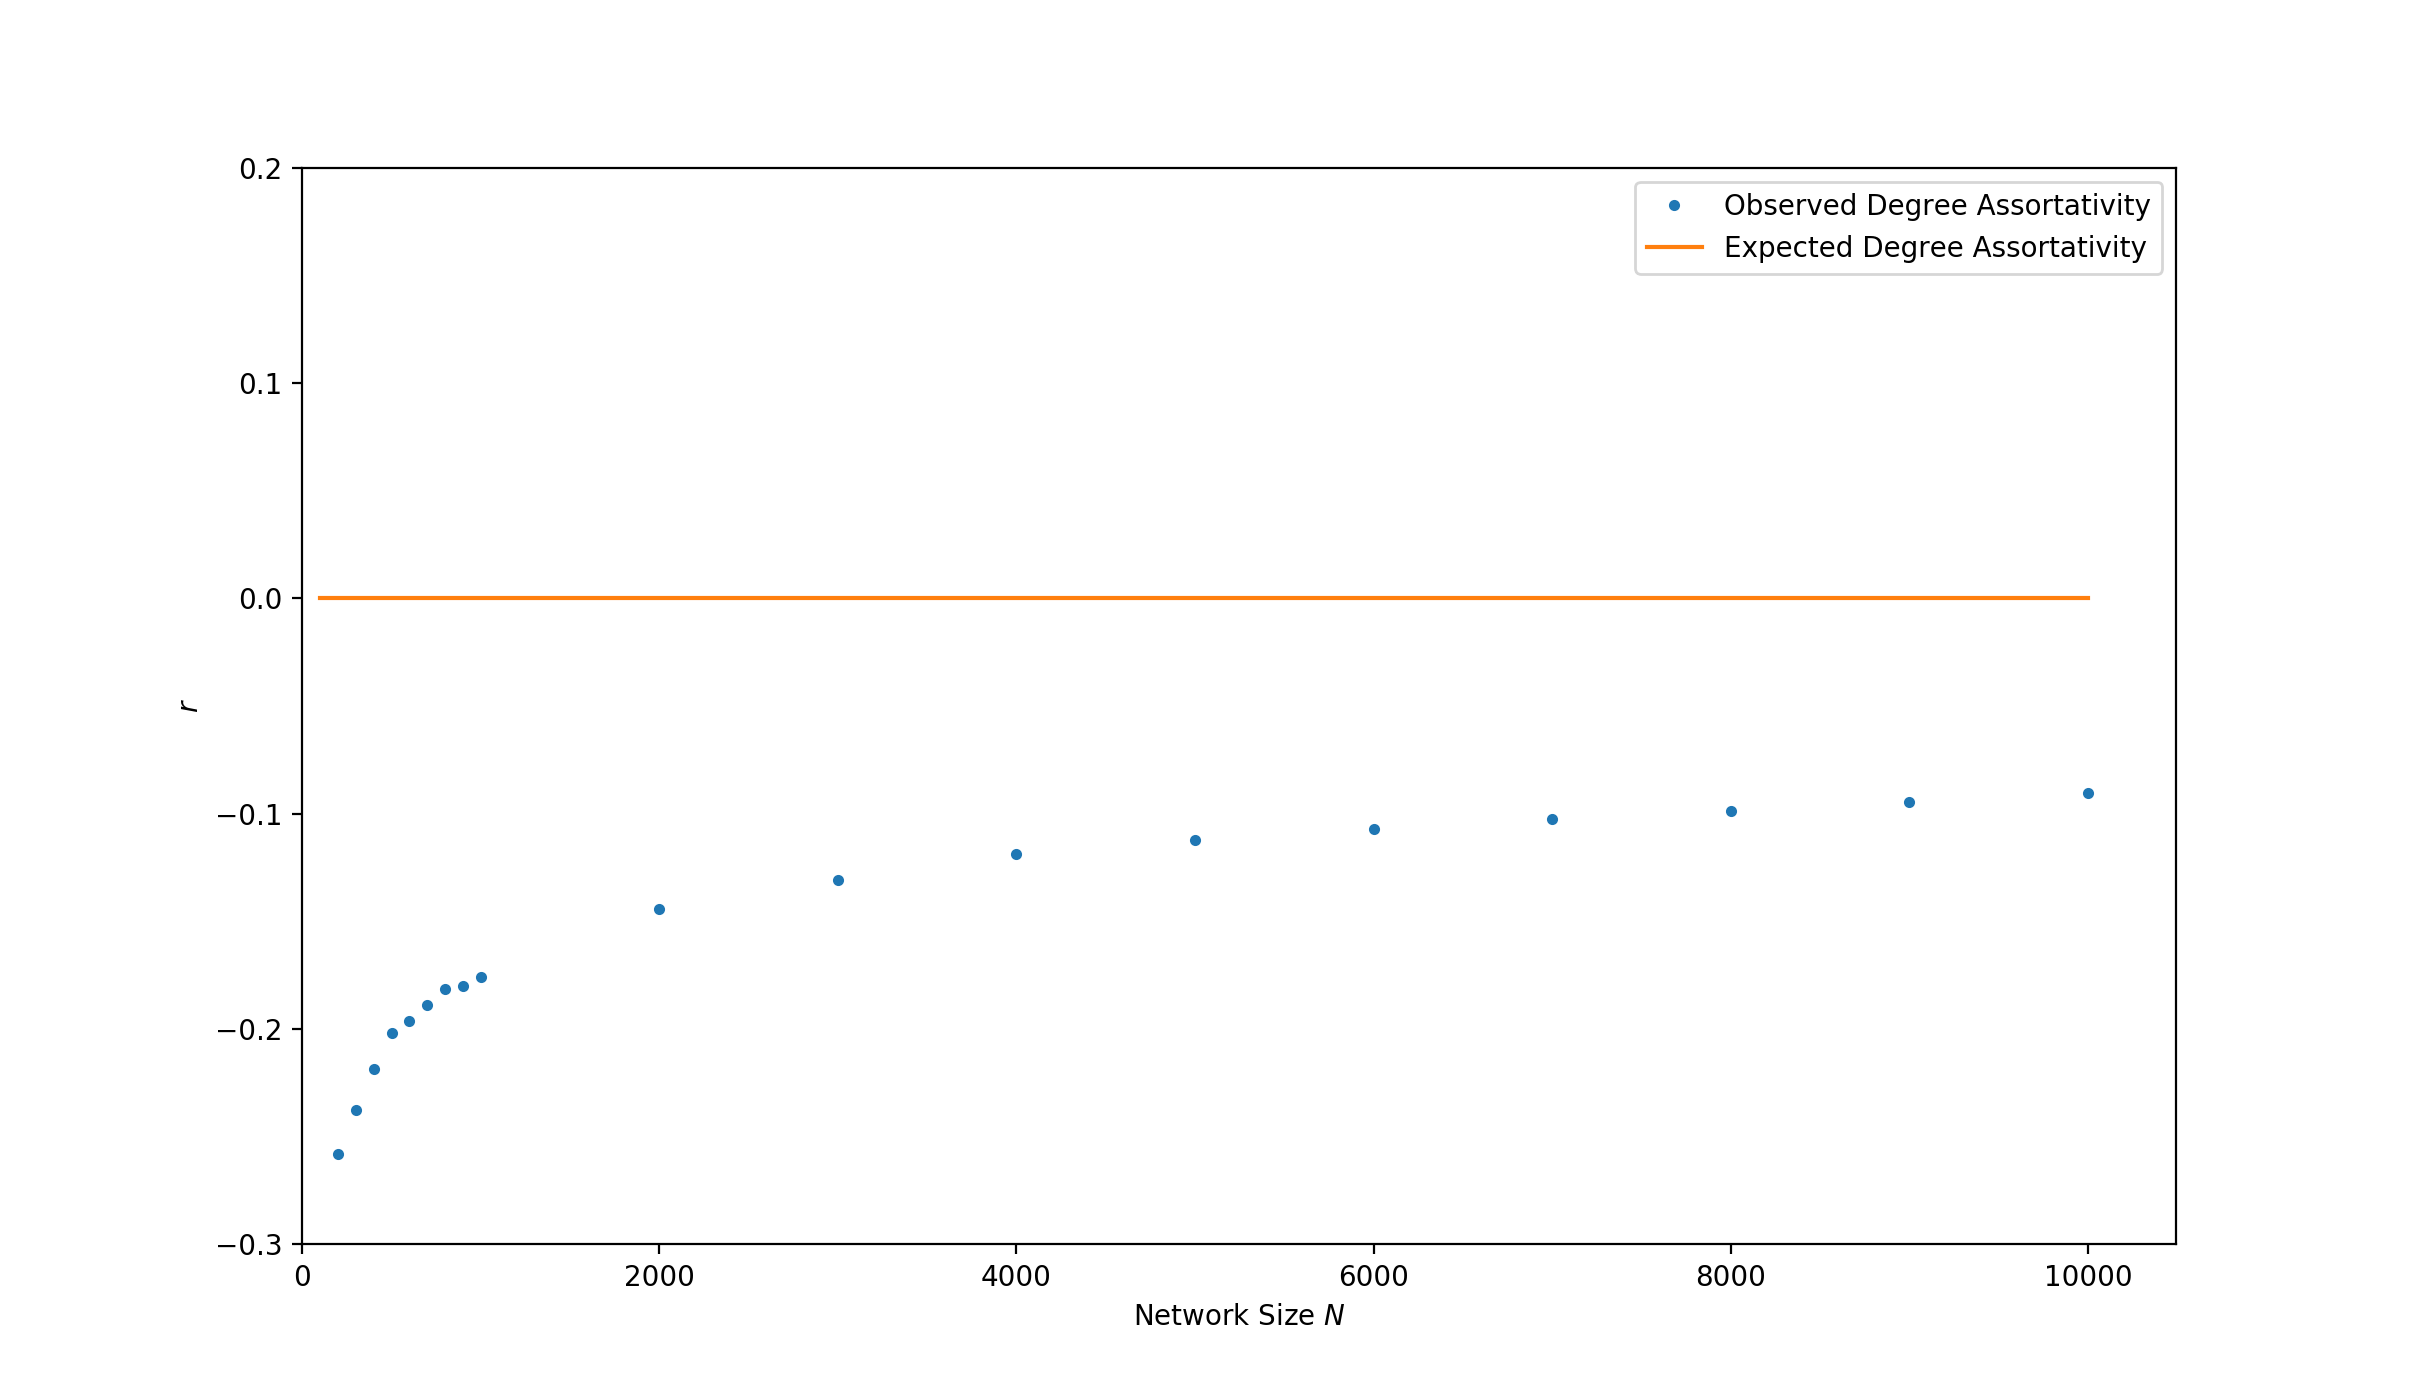 0.2
Observed Degree Assortativity
Expected Degree Assortativity
0.1
0.0
r
−0.1
−0.2
−0.3
0 2000 4000 6000 8000 10000
Network Size N